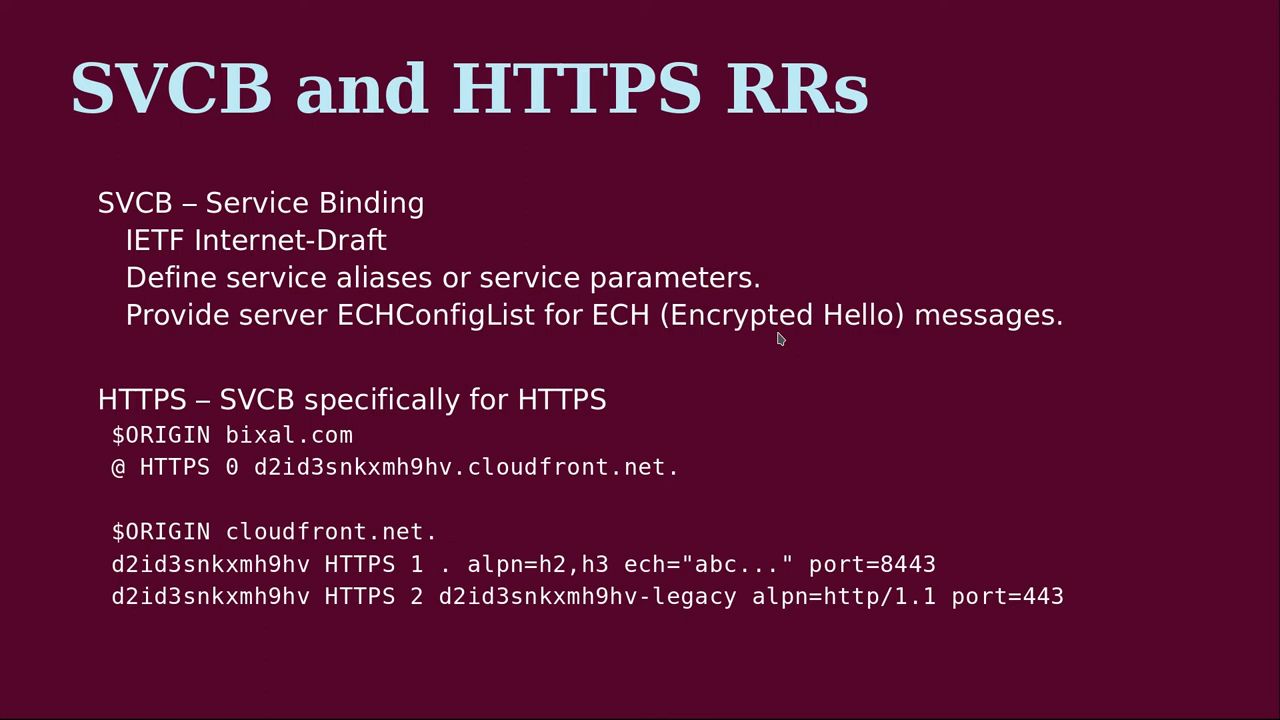 SVCB and HTTPS RRs
SVCB – Service Binding
IETF Internet-Draft
Define service aliases or service parameters.
Provide server ECHConfigList for ECH (Encrypted Hello) messages.
HTTPS – SVCB specifically for HTTPS
$ORIGIN bixal.com
@ HTTPS 0 d2id3snkxmh9hv.cloudfront.net.
$ORIGIN cloudfront.net.
d2id3snkxmh9hv HTTPS 1 . alpn=h2,h3 ech="abc..." port=8443
d2id3snkxmh9hv HTTPS 2 d2id3snkxmh9hv-legacy alpn=http/1.1 port=443